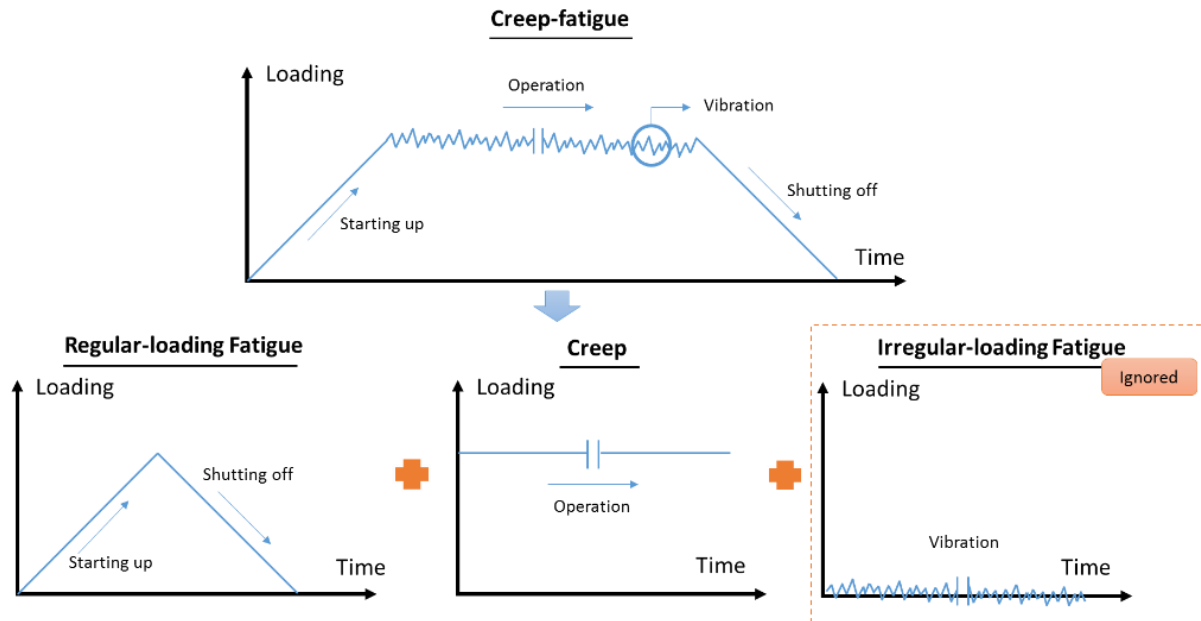 Creep-fatigue
Loading
Operation
Vibration
Starting up
Shutting off
Time
Regular-loading Fatigue
Loading
Shutting off
Starting up
Time
Creep
Loading
Operation
Time
Irregular-loading Fatigue
Ignored
Loading
Vibration
Time